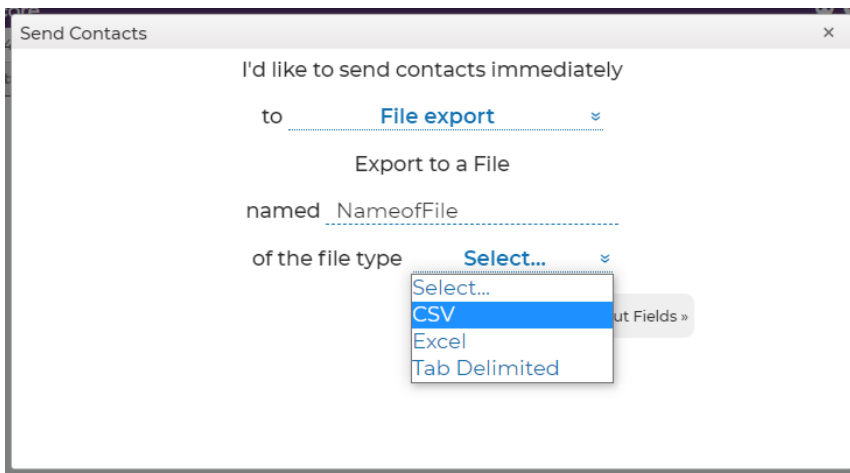 Send Contacts ×
I'd like to send contacts immediately
to File export
Export to a File
named NameofFile
of the file type Select...
Select...
CSV
ut Fields »
Excel
Tab Delimited